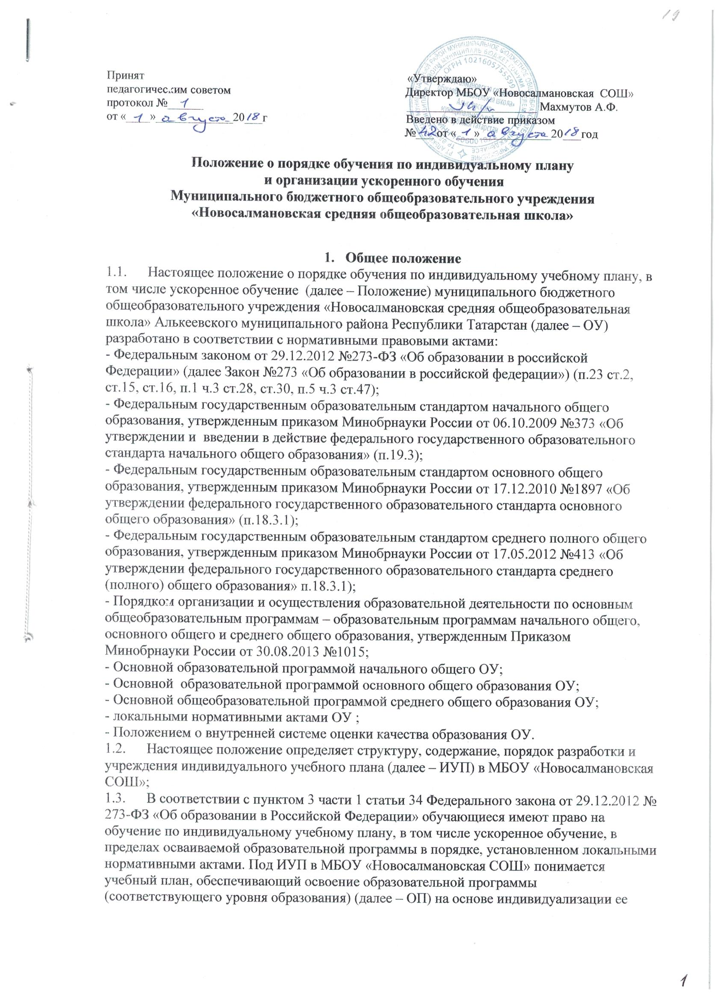 19
Принят
педагогическим советом
протокол № 1
от « 1 » августа 2018 г
«Утверждаю»
Директор МБОУ «Новосалмановская СОШ»
Махмутов А.Ф.
Введено в действие приказом
№ 42 от « 1 » августа 2018 год
ОГРН 1021605755599
Положение о порядке обучения по индивидуальному плану
и организации ускоренного обучения
Муниципального бюджетного общеобразовательного учреждения
«Новосалмановская средняя общеобразовательная школа»
1. Общее положение
1.1. Настоящее положение о порядке обучения по индивидуальному учебному плану, в
том числе ускоренное обучение (далее – Положение) муниципального бюджетного
общеобразовательного учреждения «Новосалмановская средняя общеобразовательная
школа» Алькеевского муниципального района Республики Татарстан (далее – ОУ)
разработано в соответствии с нормативными правовыми актами:
- Федеральным законом от 29.12.2012 №273-ФЗ «Об образовании в российской
Федерации» (далее Закон №273 «Об образовании в российской федерации») (п.23 ст.2,
ст.15, ст.16, п.1 ч.3 ст.28, ст.30, п.5 ч.3 ст.47);
- Федеральным государственным образовательным стандартом начального общего
образования, утвержденным приказом Минобрнауки России от 06.10.2009 №373 «Об
утверждении и введении в действие федерального государственного образовательного
стандарта начального общего образования» (п.19.3);
- Федеральным государственным образовательным стандартом основного общего
образования, утвержденным приказом Минобрнауки России от 17.12.2010 №1897 «Об
утверждении федерального государственного образовательного стандарта основного
общего образования» (п.18.3.1);
- Федеральным государственным образовательным стандартом среднего полного общего
образования, утвержденным приказом Минобрнауки России от 17.05.2012 №413 «Об
утверждении федерального государственного образовательного стандарта среднего
(полного) общего образования» п.18.3.1);
- Порядком организации и осуществления образовательной деятельности по основным
общеобразовательным программам – образовательным программам начального общего,
основного общего и среднего общего образования, утвержденным Приказом
Минобрнауки России от 30.08.2013 №1015;
- Основной образовательной программой начального общего ОУ;
- Основной образовательной программой основного общего образования ОУ;
- Основной общеобразовательной программой среднего общего образования ОУ;
- локальными нормативными актами ОУ ;
- Положением о внутренней системе оценки качества образования ОУ.
1.2. Настоящее положение определяет структуру, содержание, порядок разработки и
учреждения индивидуального учебного плана (далее – ИУП) в МБОУ «Новосалмановская
СОШ»;
1.3. В соответствии с пунктом 3 части 1 статьи 34 Федерального закона от 29.12.2012 №
273-ФЗ «Об образовании в Российской Федерации» обучающиеся имеют право на
обучение по индивидуальному учебному плану, в том числе ускоренное обучение, в
пределах осваиваемой образовательной программы в порядке, установленном локальными
нормативными актами. Под ИУП в МБОУ «Новосалмановская СОШ» понимается
учебный план, обеспечивающий освоение образовательной программы
(соответствующего уровня образования) (далее – ОП) на основе индивидуализации ее
1